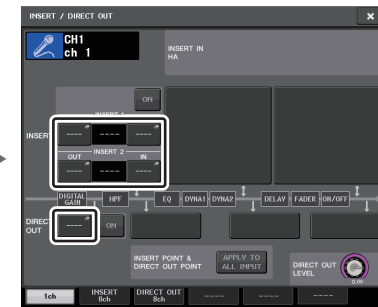 INSERT / DIRECT OUT
CH1
ch 1
INSERT IN
HA
ON
INSERT 1
INSERT
---- ---- ----
OUT INSERT 2 IN
---- ---- ----
DIGITAL GAIN HPF EQ DYNA1 DYNA2 DELAY FADER ON/OFF
DIRECT OUT
---- ON
INSERT POINT & DIRECT OUT POINT
APPLY TO ALL INPUT
DIRECT OUT LEVEL
0.00
1ch INSERT 8ch DIRECT OUT 8ch ---- ---- ----